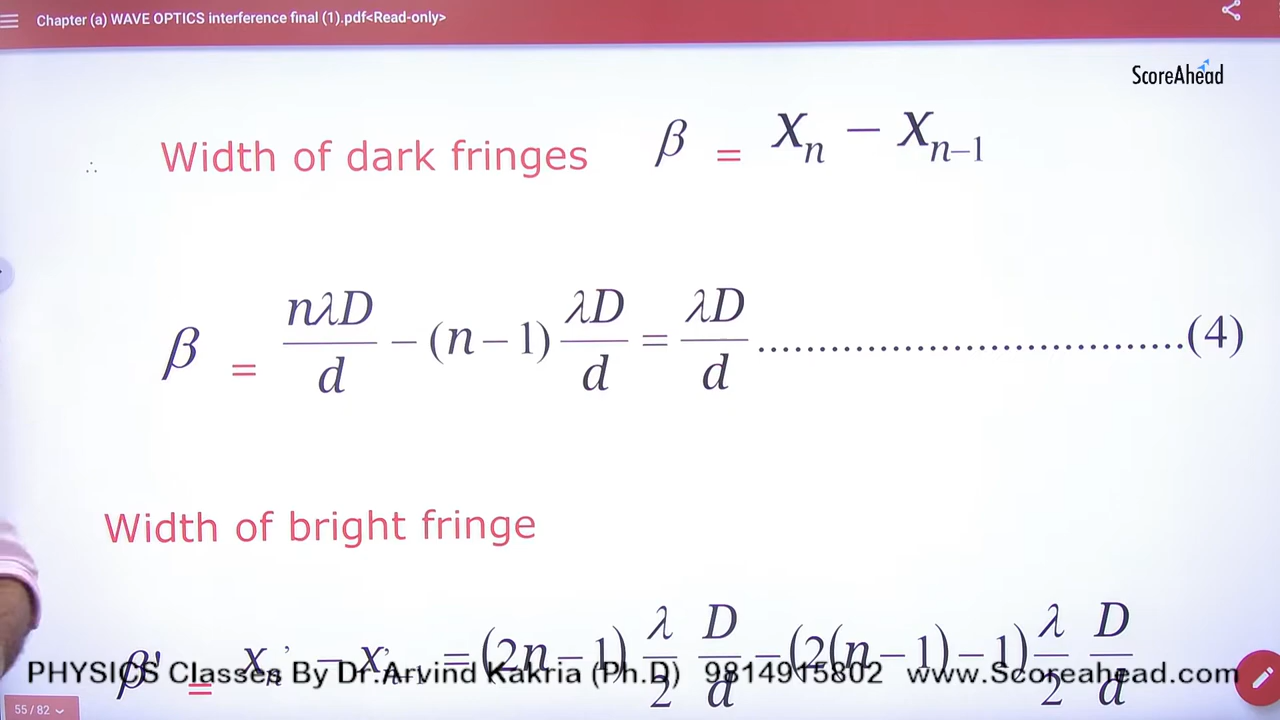 Chapter (a) WAVE OPTICS interference final (1).pdf<Read-only>
ScoreAhead
∴ Width of dark fringes β = Xn − Xn−1
β = nλD/d − (n−1) λD/d = λD/d ...................................(4)
Width of bright fringe
β' = xn' − x'n-1 = (2n−1) λ/2 D/d − (2(n−1)−1) λ/2 D/d
PHYSICS Classes By Dr.Arvind Kakria (Ph.D) 9814915802 www.Scoreahead.com
55 / 82